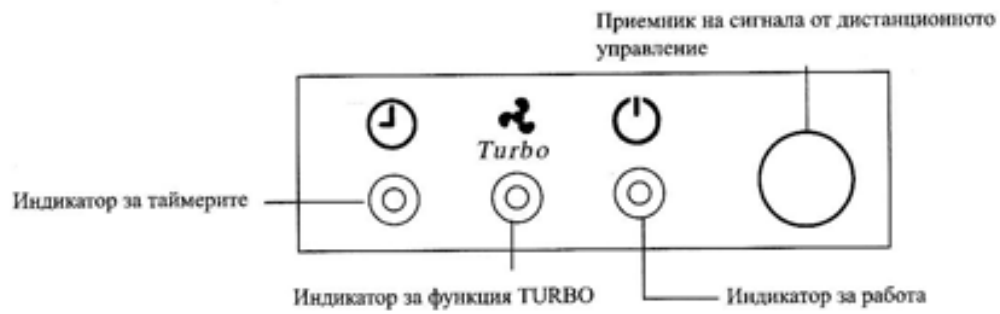 Приемник на сигнала от дистанционното
управление
Turbo
Индикатор за таймерите
Индикатор за функция TURBO
Индикатор за работа